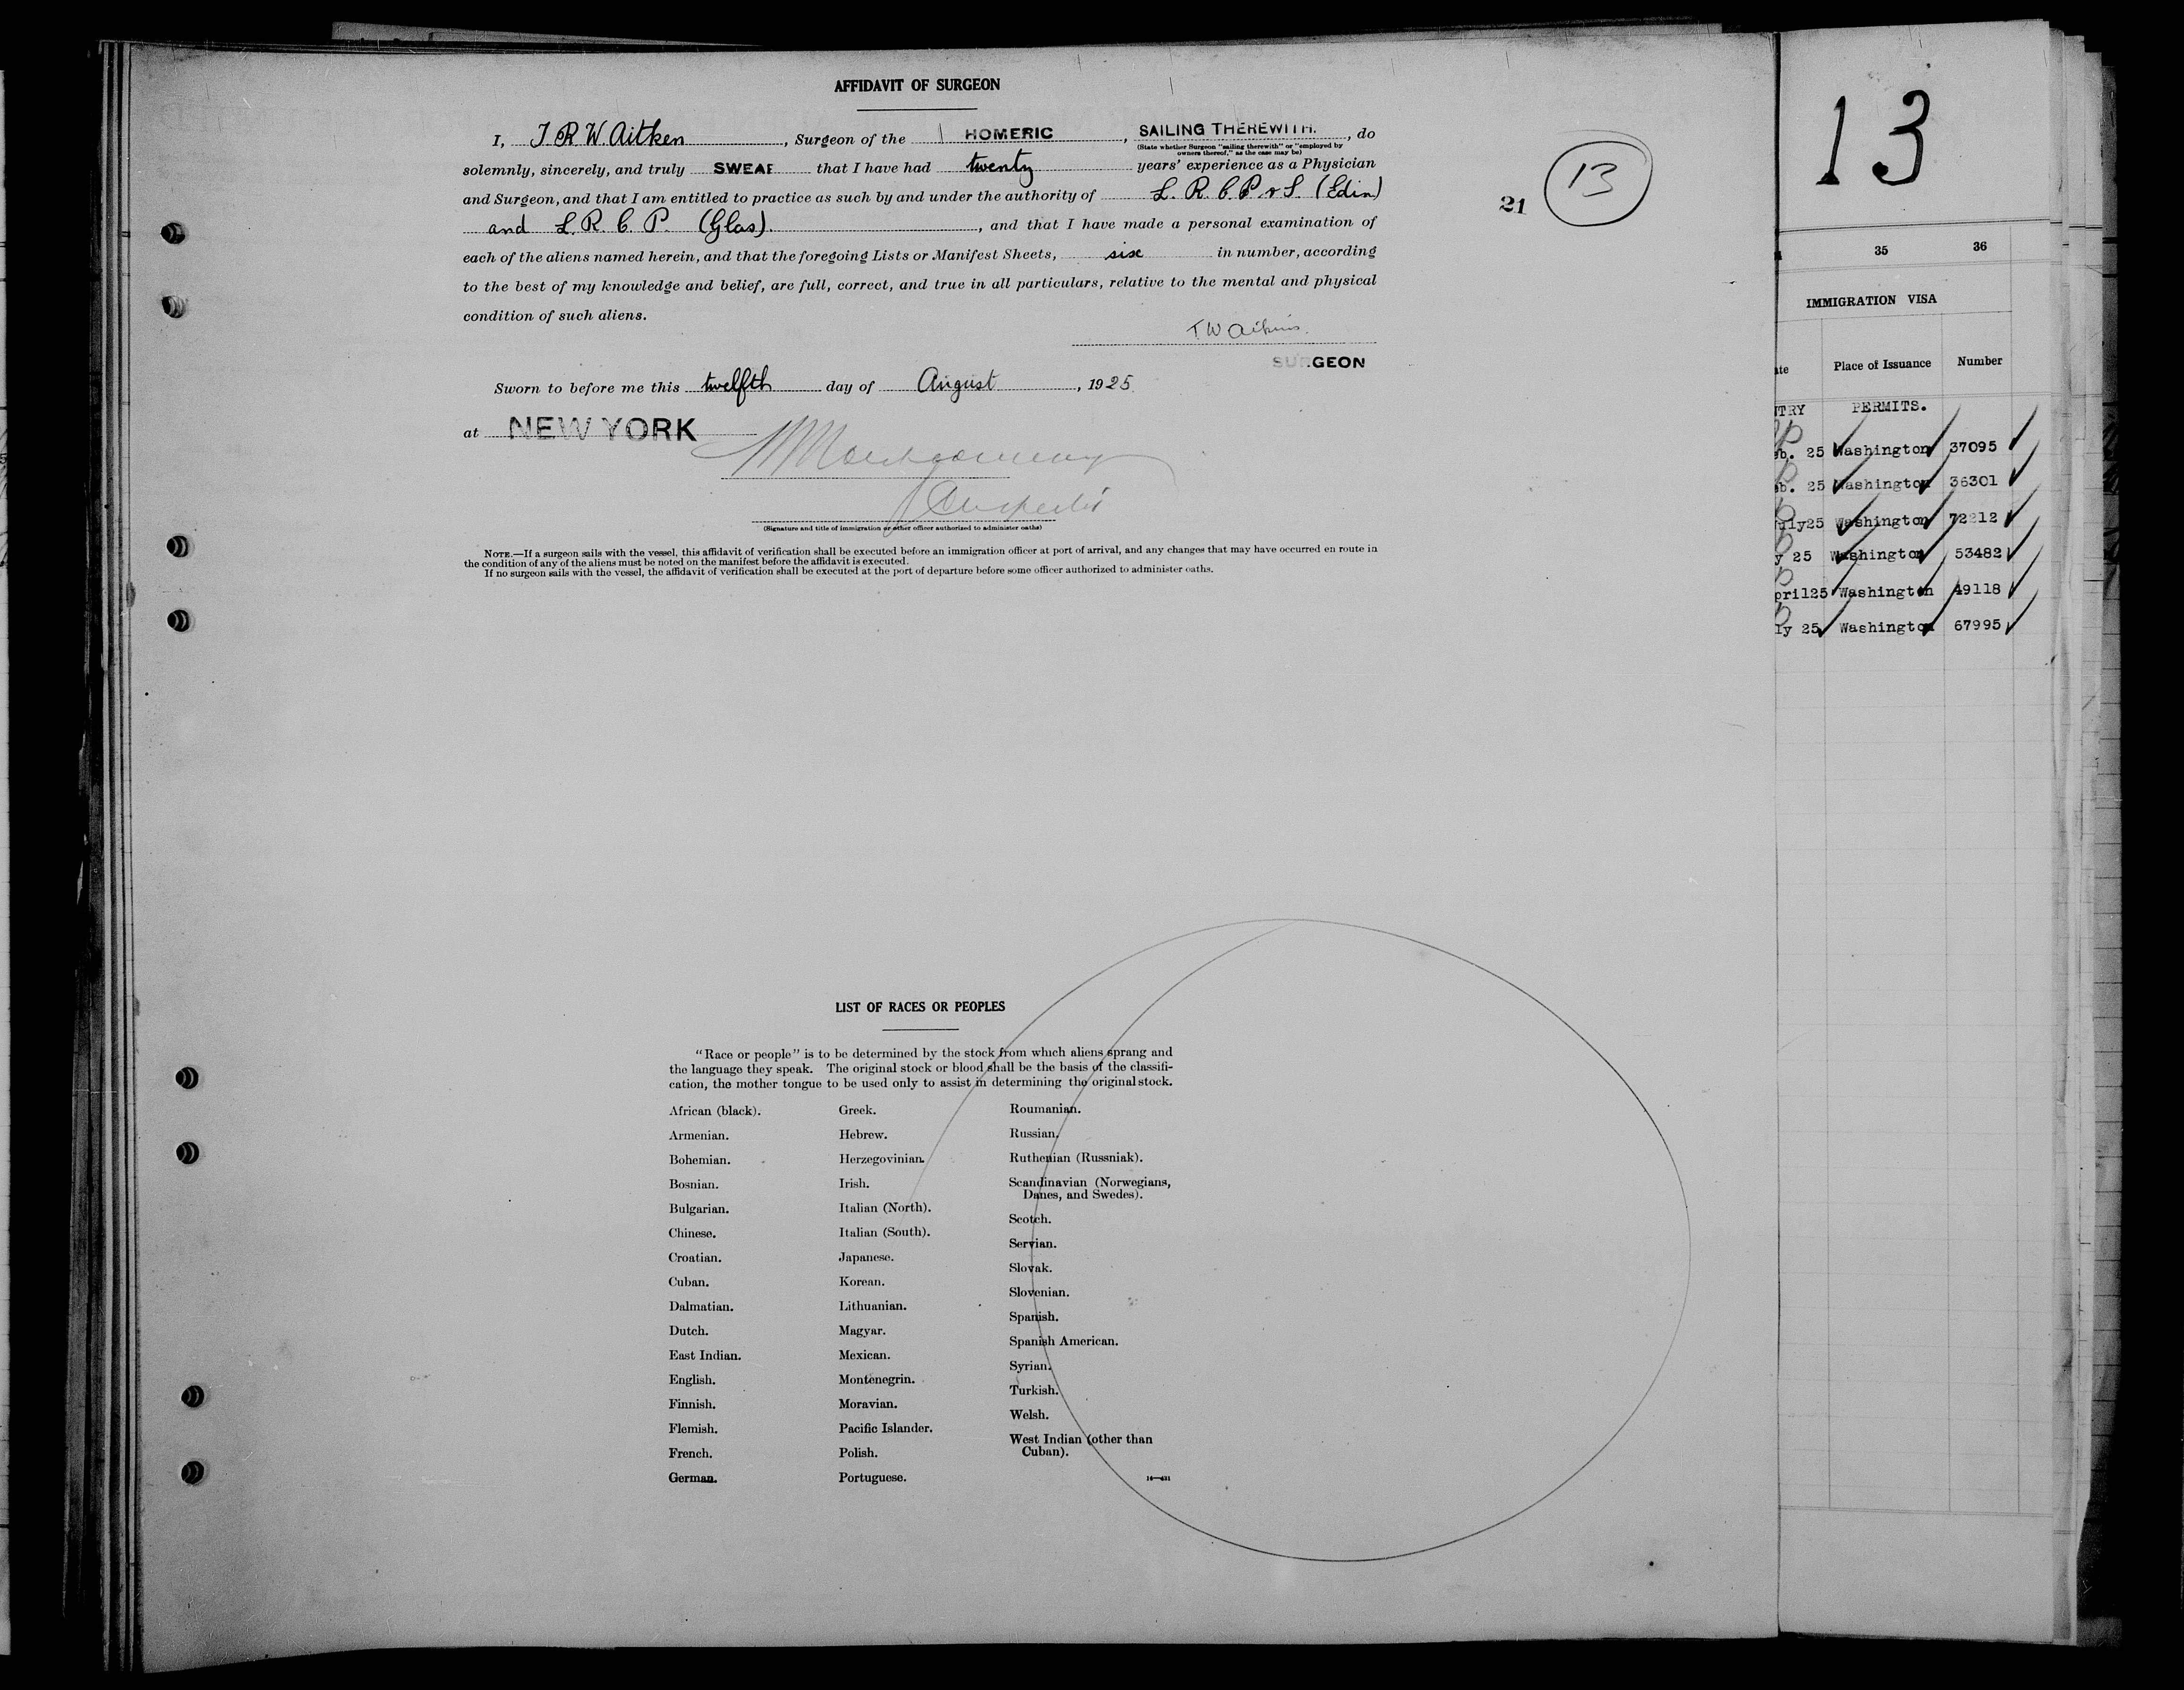 AFFIDAVIT OF SURGEON
I, J R W. Aitken, Surgeon of the HOMERIC, SAILING THEREWITH., do
(State whether Surgeon "sailing therewith" or "employed by
owners thereof," as the case may be)
solemnly, sincerely, and truly SWEAR that I have had twenty years' experience as a Physician
and Surgeon, and that I am entitled to practice as such by and under the authority of L. R. C. P. & S. (Edin)
and L. R. C. P. (Glas)., and that I have made a personal examination of
each of the aliens named herein, and that the foregoing Lists or Manifest Sheets, six in number, according
to the best of my knowledge and belief, are full, correct, and true in all particulars, relative to the mental and physical
condition of such aliens.
SURGEON
Sworn to before me this twelfth day of August, 1925
at NEW YORK
(Signature and title of immigration or other officer authorized to administer oaths)
NOTE.—If a surgeon sails with the vessel, this affidavit of verification shall be executed before an immigration officer at port of arrival, and any changes that may have occurred en route in
the condition of any of the aliens must be noted on the manifest before the affidavit is executed.
If no surgeon sails with the vessel, the affidavit of verification shall be executed at the port of departure before some officer authorized to administer oaths.
21
13
LIST OF RACES OR PEOPLES
"Race or people" is to be determined by the stock from which aliens sprang and
the language they speak. The original stock or blood shall be the basis of the classifi-
cation, the mother tongue to be used only to assist in determining the original stock.
African (black).
Armenian.
Bohemian.
Bosnian.
Bulgarian.
Chinese.
Croatian.
Cuban.
Dalmatian.
Dutch.
East Indian.
English.
Finnish.
Flemish.
French.
German.
Greek.
Hebrew.
Herzegovinian.
Irish.
Italian (North).
Italian (South).
Japanese.
Korean.
Lithuanian.
Magyar.
Mexican.
Montenegrin.
Moravian.
Pacific Islander.
Polish.
Portuguese.
Roumanian.
Russian.
Ruthenian (Russniak).
Scandinavian (Norwegians,
Danes, and Swedes).
Scotch.
Servian.
Slovak.
Slovenian.
Spanish.
Spanish American.
Syrian.
Turkish.
Welsh.
West Indian (other than
Cuban).
13
35 36
IMMIGRATION VISA
Place of Issuance Number
PERMITS.
25 Washington 37095
25 Washington 36301
25 Washington 72212
25 Washington 53482
25 Washington 49118
25 Washington 67995